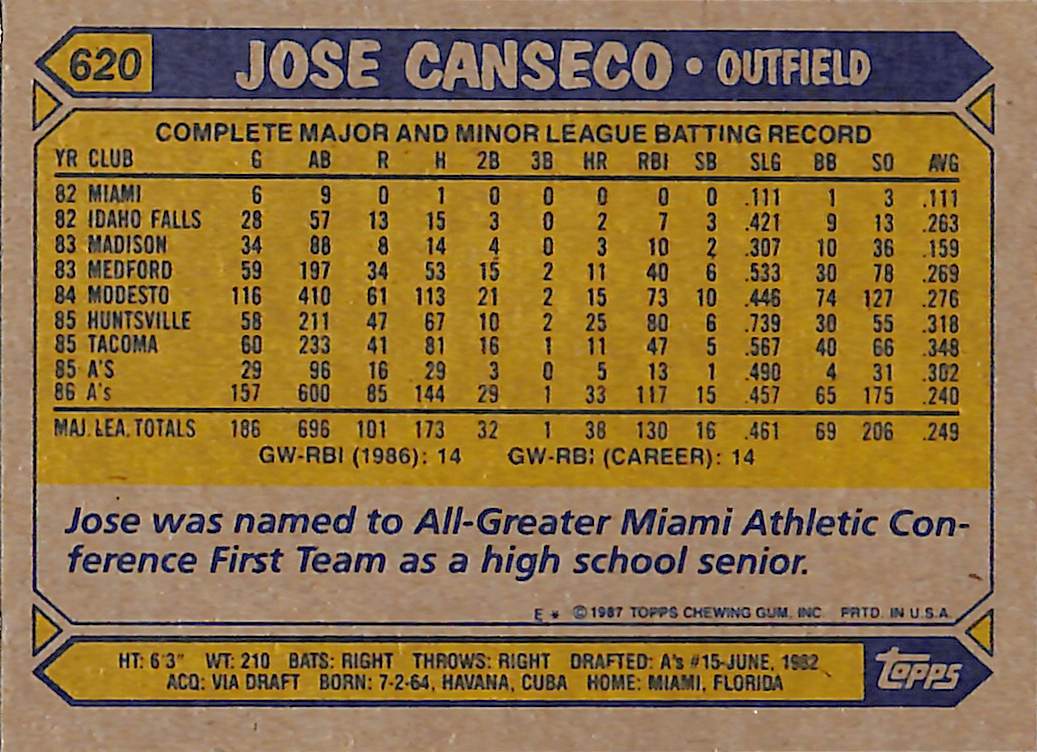 620 JOSE CANSECO • OUTFIELD
COMPLETE MAJOR AND MINOR LEAGUE BATTING RECORD
YR CLUB G AB R H 2B 3B HR RBI SB SLG BB SO AVG
82 MIAMI 6 9 0 1 0 0 0 0 0 .111 1 3 .111
82 IDAHO FALLS 28 57 13 15 3 0 2 7 3 .421 9 13 .263
83 MADISON 34 88 8 14 4 0 3 10 2 .307 10 36 .159
83 MEDFORD 59 197 34 53 15 2 11 40 6 .533 30 78 .269
84 MODESTO 116 410 61 113 21 2 15 73 10 .446 74 127 .276
85 HUNTSVILLE 58 211 47 67 10 2 25 80 6 .739 30 55 .318
85 TACOMA 60 233 41 81 16 1 11 47 5 .567 40 66 .348
85 A'S 29 96 16 29 3 0 5 13 1 .490 4 31 .302
86 A's 157 600 85 144 29 1 33 117 15 .457 65 175 .240
MAJ. LEA. TOTALS 186 696 101 173 32 1 38 130 16 .461 69 206 .249
GW-RBI (1986): 14 GW-RBI (CAREER): 14
Jose was named to All-Greater Miami Athletic Con-
ference First Team as a high school senior.
E * © 1987 TOPPS CHEWING GUM, INC. PRTD. IN U.S.A.
HT: 6'3" WT: 210 BATS: RIGHT THROWS: RIGHT DRAFTED: A's #15-JUNE, 1982
ACQ: VIA DRAFT BORN: 7-2-64, HAVANA, CUBA HOME: MIAMI, FLORIDA
topps